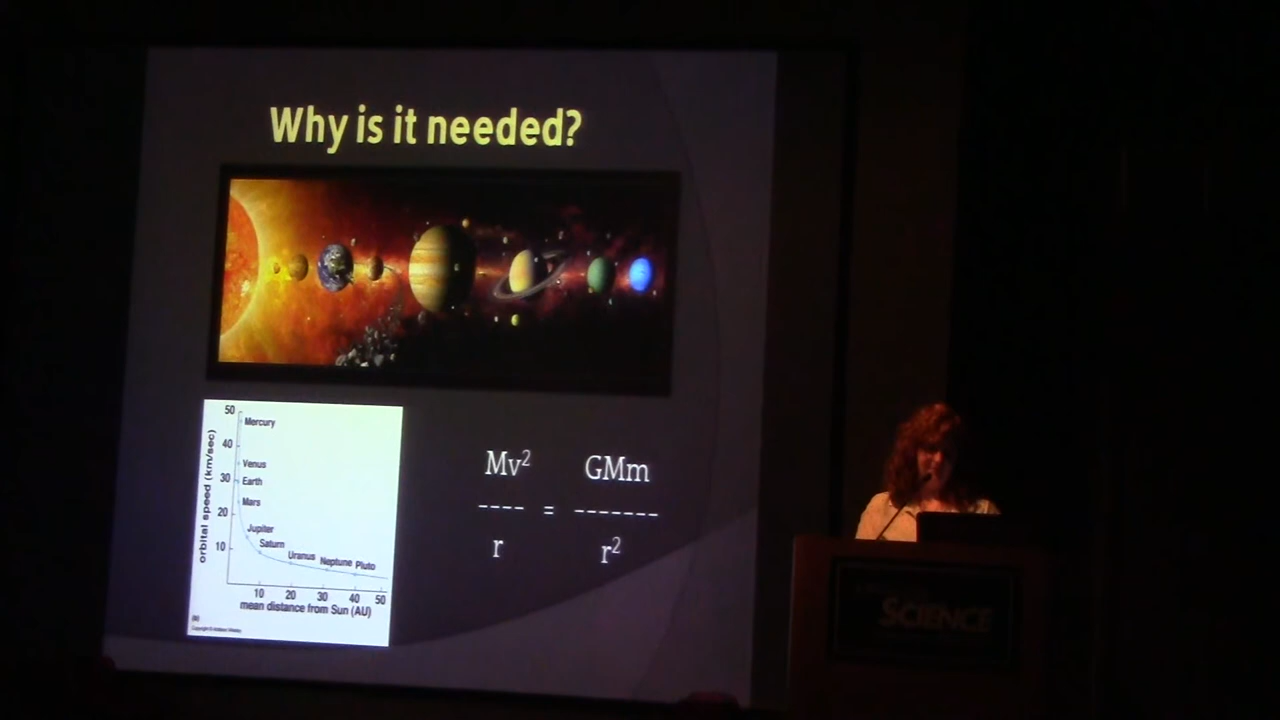 Why is it needed?
50
Mercury
40
Venus
30
Earth
Mars
20
Jupiter
Saturn
10
Uranus
Neptune
Pluto
10 20 30 40 50
orbital speed (km/sec)
mean distance from Sun (AU)
Mv² GMm
---- = -------
r r²
SCIENCE